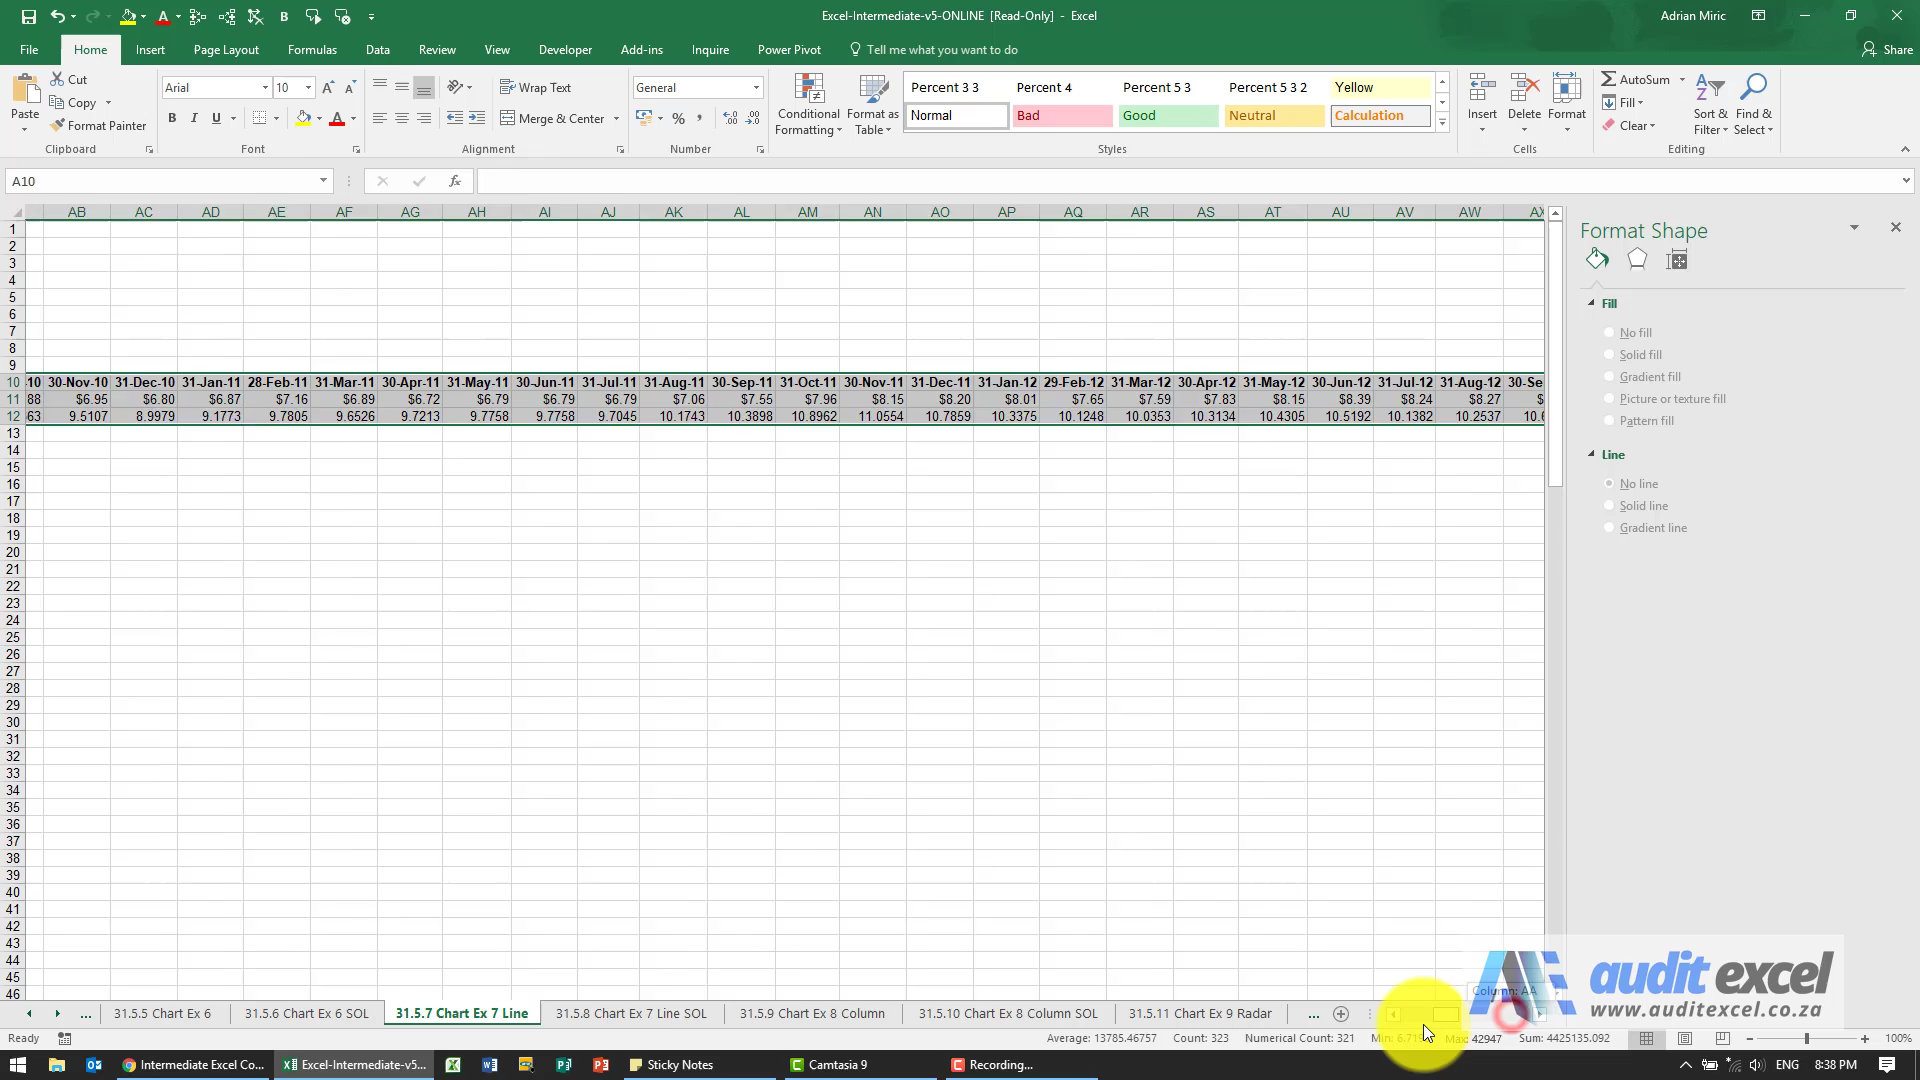 Excel-Intermediate-v5-ONLINE [Read-Only] - Excel
Adrian Miric
File Home Insert Page Layout Formulas Data Review View Developer Add-ins Inquire Power Pivot Tell me what you want to do Share
Paste
Cut
Copy
Format Painter
Clipboard
Arial 10
B I U
Font
Wrap Text
Merge & Center
Alignment
General
%
Number
Conditional Formatting
Format as Table
Percent 3 3 Percent 4 Percent 5 3 Percent 5 3 2 Yellow
Normal Bad Good Neutral Calculation
Styles
Insert Delete Format
Cells
AutoSum
Fill
Clear
Sort & Filter
Find & Select
Editing
A10
fx
AB AC AD AE AF AG AH AI AJ AK AL AM AN AO AP AQ AR AS AT AU AV AW AX
1
2
3
4
5
6
7
8
9
10 -10 30-Nov-10 31-Dec-10 31-Jan-11 28-Feb-11 31-Mar-11 30-Apr-11 31-May-11 30-Jun-11 31-Jul-11 31-Aug-11 30-Sep-11 31-Oct-11 30-Nov-11 31-Dec-11 31-Jan-12 29-Feb-12 31-Mar-12 30-Apr-12 31-May-12 30-Jun-12 31-Jul-12 31-Aug-12 30-Se
11 88 $6.95 $6.80 $6.87 $7.16 $6.89 $6.72 $6.79 $6.79 $6.79 $7.06 $7.55 $7.96 $8.15 $8.20 $8.01 $7.65 $7.59 $7.83 $8.15 $8.39 $8.24 $8.27 $
12 63 9.5107 8.9979 9.1773 9.7805 9.6526 9.7213 9.7758 9.7758 9.7045 10.1743 10.3898 10.8962 11.0554 10.7859 10.3375 10.1248 10.0353 10.3134 10.4305 10.5192 10.1382 10.2537 10.6
13
14
15
16
17
18
19
20
21
22
23
24
25
26
27
28
29
30
31
32
33
34
35
36
37
38
39
40
41
42
43
44
45
46
Format Shape
Fill
No fill
Solid fill
Gradient fill
Picture or texture fill
Pattern fill
Line
No line
Solid line
Gradient line
Column: AA
audit excel
www.auditexcel.co.za
... 31.5.5 Chart Ex 6 31.5.6 Chart Ex 6 SOL 31.5.7 Chart Ex 7 Line 31.5.8 Chart Ex 7 Line SOL 31.5.9 Chart Ex 8 Column 31.5.10 Chart Ex 8 Column SOL 31.5.11 Chart Ex 9 Radar ...
Ready Average: 13785.46757 Count: 323 Numerical Count: 321 Max: 42947 Sum: 4425135.092 100%
Intermediate Excel Co... Excel-Intermediate-v5... Sticky Notes Camtasia 9 Recording... ENG 8:38 PM